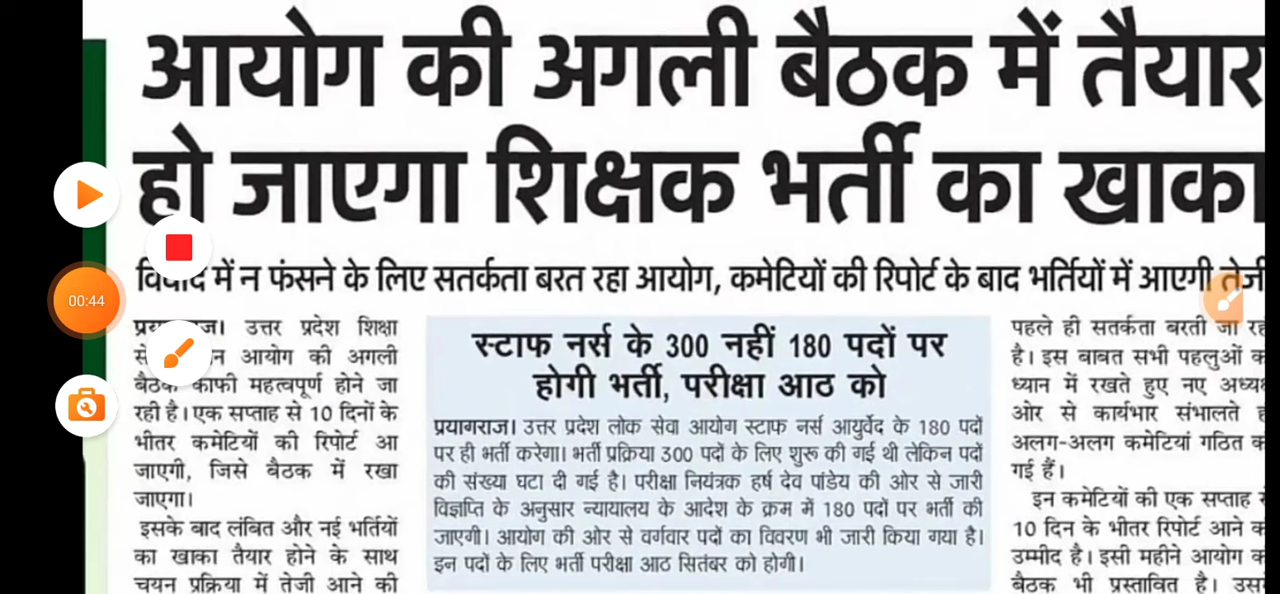 आयोग की अगली बैठक में तैयार
हो जाएगा शिक्षक भर्ती का खाका
में न फंसने के लिए सतर्कता बरत रहा आयोग, कमेटियों की रिपोर्ट के बाद भर्तियों में आएगी तेजी
उत्तर प्रदेश शिक्षा
आयोग की अगली
बैठक काफी महत्वपूर्ण होने जा
रही है। एक सप्ताह से 10 दिनों के
भीतर कमेटियों की रिपोर्ट आ
जाएगी, जिसे बैठक में रखा
जाएगा।
इसके बाद लंबित और नई भर्तियों
का खाका तैयार होने के साथ
चयन प्रक्रिया में तेजी आने की
स्टाफ नर्स के 300 नहीं 180 पदों पर
होगी भर्ती, परीक्षा आठ को
प्रयागराज। उत्तर प्रदेश लोक सेवा आयोग स्टाफ नर्स आयुर्वेद के 180 पदों
पर ही भर्ती करेगा। भर्ती प्रक्रिया 300 पदों के लिए शुरू की गई थी लेकिन पदों
की संख्या घटा दी गई है। परीक्षा नियंत्रक हर्ष देव पांडेय की ओर से जारी
विज्ञप्ति के अनुसार न्यायालय के आदेश के क्रम में 180 पदों पर भर्ती की
जाएगी। आयोग की ओर से वर्गवार पदों का विवरण भी जारी किया गया है।
इन पदों के लिए भर्ती परीक्षा आठ सितंबर को होगी।
पहले ही सतर्कता बरती जा
है। इस बाबत सभी पहलुओं
ध्यान में रखते हुए नए
ओर से कार्यभार संभालते
अलग-अलग कमेटियां गठित
गई हैं।
इन कमेटियों की एक सप्ताह
10 दिन के भीतर रिपोर्ट आने
उम्मीद है। इसी महीने आयोग
बैठक भी प्रस्तावित है।
00:44